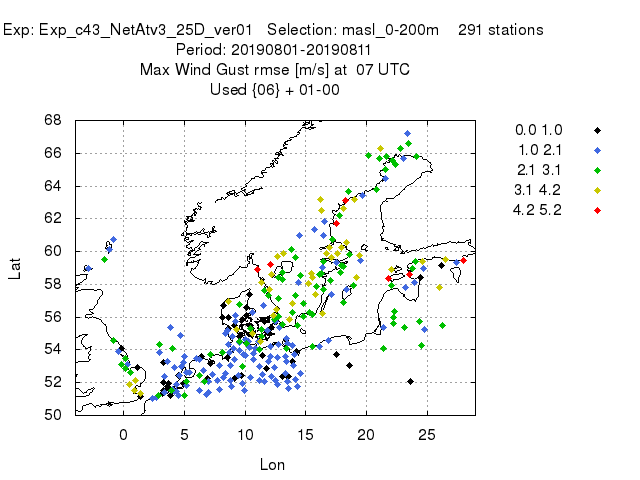 Exp: Exp_c43_NetAtv3_25D_ver01 Selection: masl_0-200m 291 stations
Period: 20190801-20190811
Max Wind Gust rmse [m/s] at 07 UTC
Used {06} + 01-00
68
66
64
62
60
58
56
54
52
50
Lat
0 5 10 15 20 25
Lon
0.0 1.0
1.0 2.1
2.1 3.1
3.1 4.2
4.2 5.2